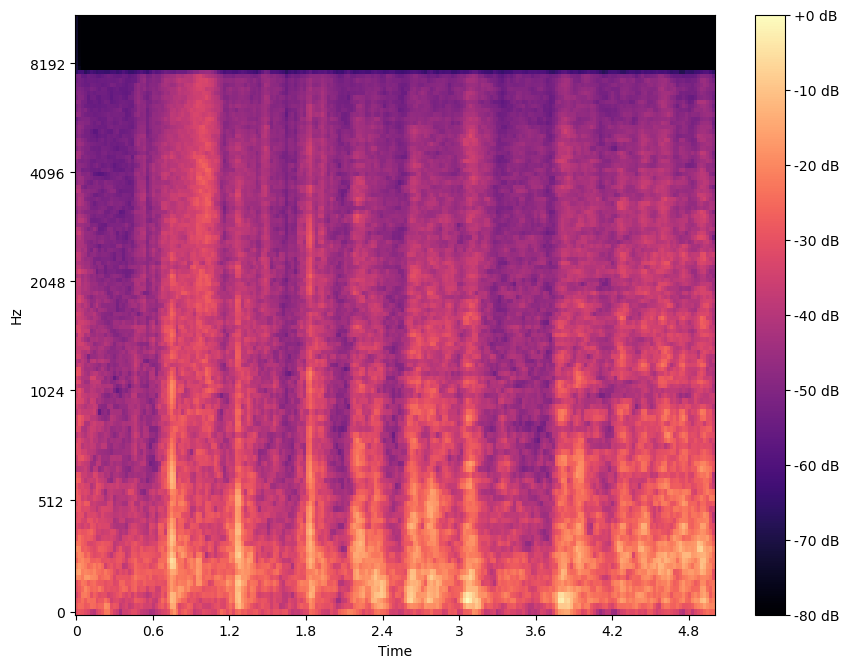 +0 dB
8192
-10 dB
4096
-20 dB
-30 dB
2048
Hz
-40 dB
1024
-50 dB
-60 dB
512
-70 dB
0
-80 dB
0 0.6 1.2 1.8 2.4 3 3.6 4.2 4.8
Time